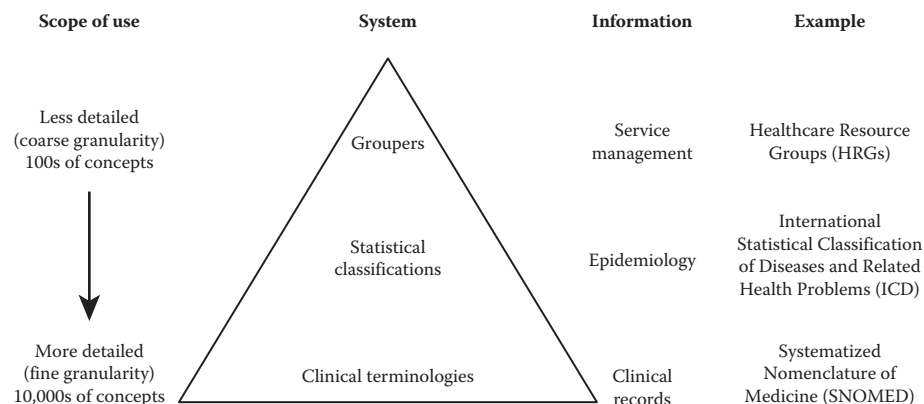 Scope of use
System
Information
Example
Less detailed
(coarse granularity)
100s of concepts
Groupers
Service
management
Healthcare Resource
Groups (HRGs)
Statistical
classifications
Epidemiology
International
Statistical Classification
of Diseases and Related
Health Problems (ICD)
More detailed
(fine granularity)
10,000s of concepts
Clinical terminologies
Clinical
records
Systematized
Nomenclature of
Medicine (SNOMED)